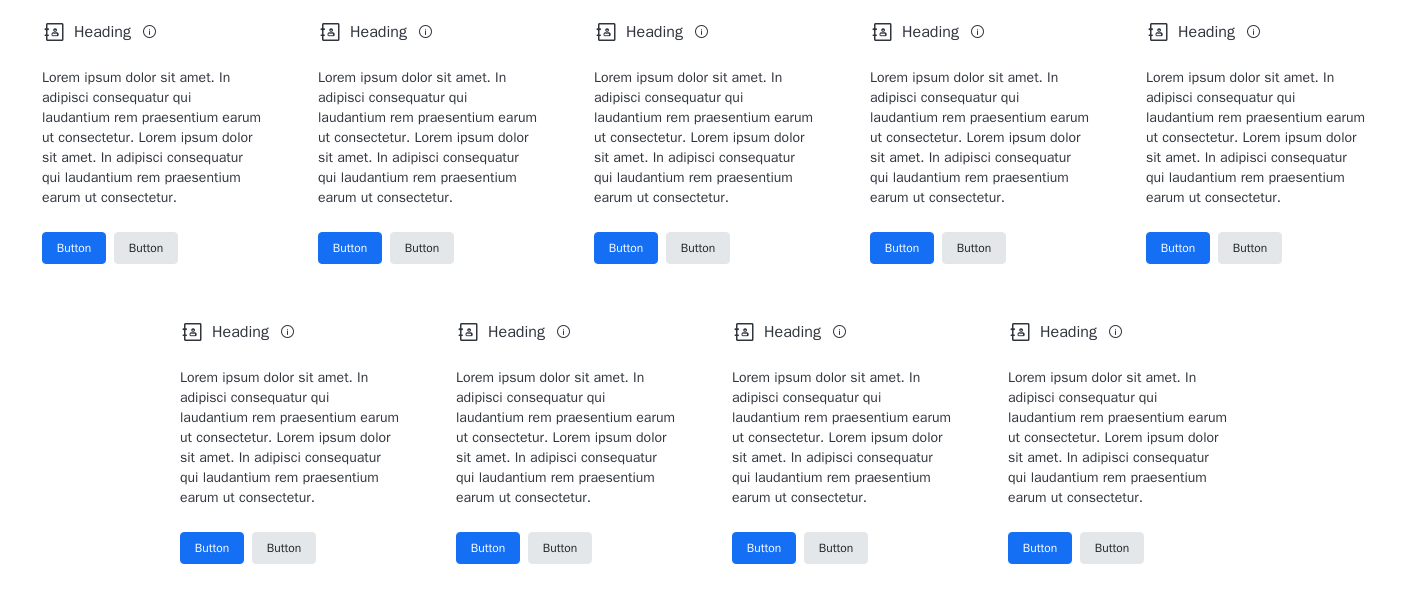 Heading
Lorem ipsum dolor sit amet. In
adipisci consequatur qui
laudantium rem praesentium earum
ut consectetur. Lorem ipsum dolor
sit amet. In adipisci consequatur
qui laudantium rem praesentium
earum ut consectetur.
Button Button
Heading
Lorem ipsum dolor sit amet. In
adipisci consequatur qui
laudantium rem praesentium earum
ut consectetur. Lorem ipsum dolor
sit amet. In adipisci consequatur
qui laudantium rem praesentium
earum ut consectetur.
Button Button
Heading
Lorem ipsum dolor sit amet. In
adipisci consequatur qui
laudantium rem praesentium earum
ut consectetur. Lorem ipsum dolor
sit amet. In adipisci consequatur
qui laudantium rem praesentium
earum ut consectetur.
Button Button
Heading
Lorem ipsum dolor sit amet. In
adipisci consequatur qui
laudantium rem praesentium earum
ut consectetur. Lorem ipsum dolor
sit amet. In adipisci consequatur
qui laudantium rem praesentium
earum ut consectetur.
Button Button
Heading
Lorem ipsum dolor sit amet. In
adipisci consequatur qui
laudantium rem praesentium earum
ut consectetur. Lorem ipsum dolor
sit amet. In adipisci consequatur
qui laudantium rem praesentium
earum ut consectetur.
Button Button
Heading
Lorem ipsum dolor sit amet. In
adipisci consequatur qui
laudantium rem praesentium earum
ut consectetur. Lorem ipsum dolor
sit amet. In adipisci consequatur
qui laudantium rem praesentium
earum ut consectetur.
Button Button
Heading
Lorem ipsum dolor sit amet. In
adipisci consequatur qui
laudantium rem praesentium earum
ut consectetur. Lorem ipsum dolor
sit amet. In adipisci consequatur
qui laudantium rem praesentium
earum ut consectetur.
Button Button
Heading
Lorem ipsum dolor sit amet. In
adipisci consequatur qui
laudantium rem praesentium earum
ut consectetur. Lorem ipsum dolor
sit amet. In adipisci consequatur
qui laudantium rem praesentium
earum ut consectetur.
Button Button
Heading
Lorem ipsum dolor sit amet. In
adipisci consequatur qui
laudantium rem praesentium earum
ut consectetur. Lorem ipsum dolor
sit amet. In adipisci consequatur
qui laudantium rem praesentium
earum ut consectetur.
Button Button